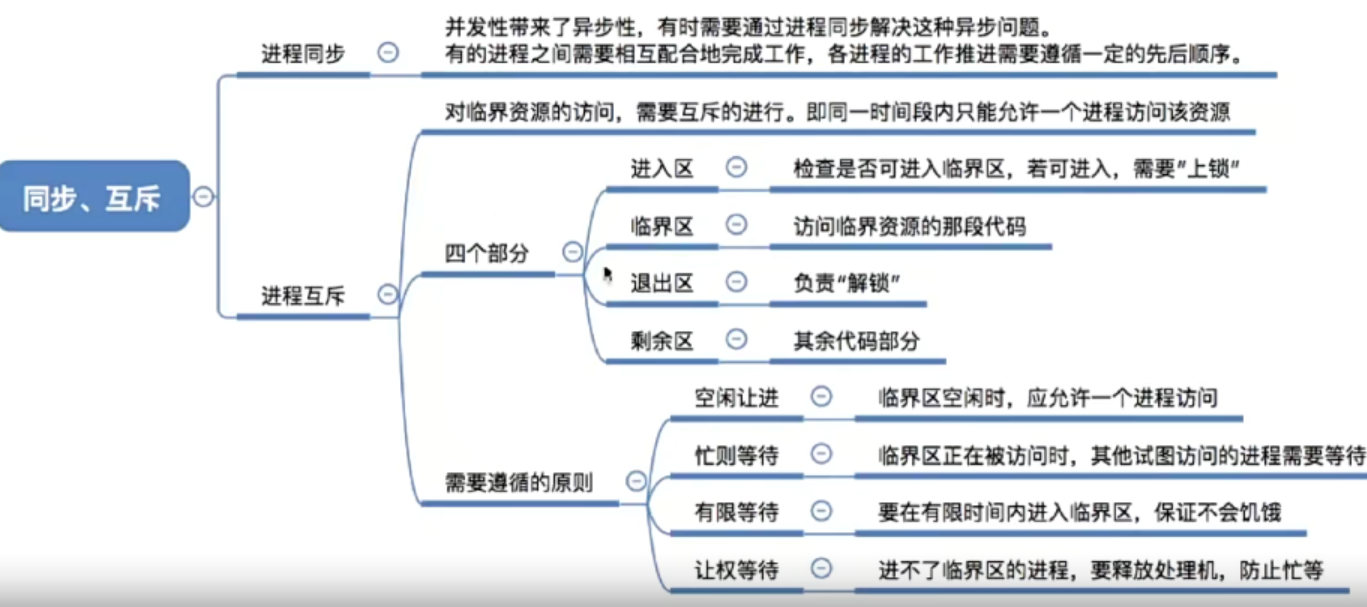 并发性带来了异步性，有时需要通过进程同步解决这种异步问题。
进程同步
有的进程之间需要相互配合地完成工作，各进程的工作推进需要遵循一定的先后顺序。
对临界资源的访问，需要互斥的进行。即同一时间段内只能允许一个进程访问该资源
进入区
检查是否可进入临界区，若可进入，需要"上锁"
同步、互斥
临界区
访问临界资源的那段代码
四个部分
退出区
负责“解锁”
进程互斥
剩余区
其余代码部分
空闲让进
临界区空闲时，应允许一个进程访问
忙则等待
临界区正在被访问时，其他试图访问的进程需要等待
需要遵循的原则
有限等待
要在有限时间内进入临界区，保证不会饥饿
让权等待
进不了临界区的进程，要释放处理机，防止忙等